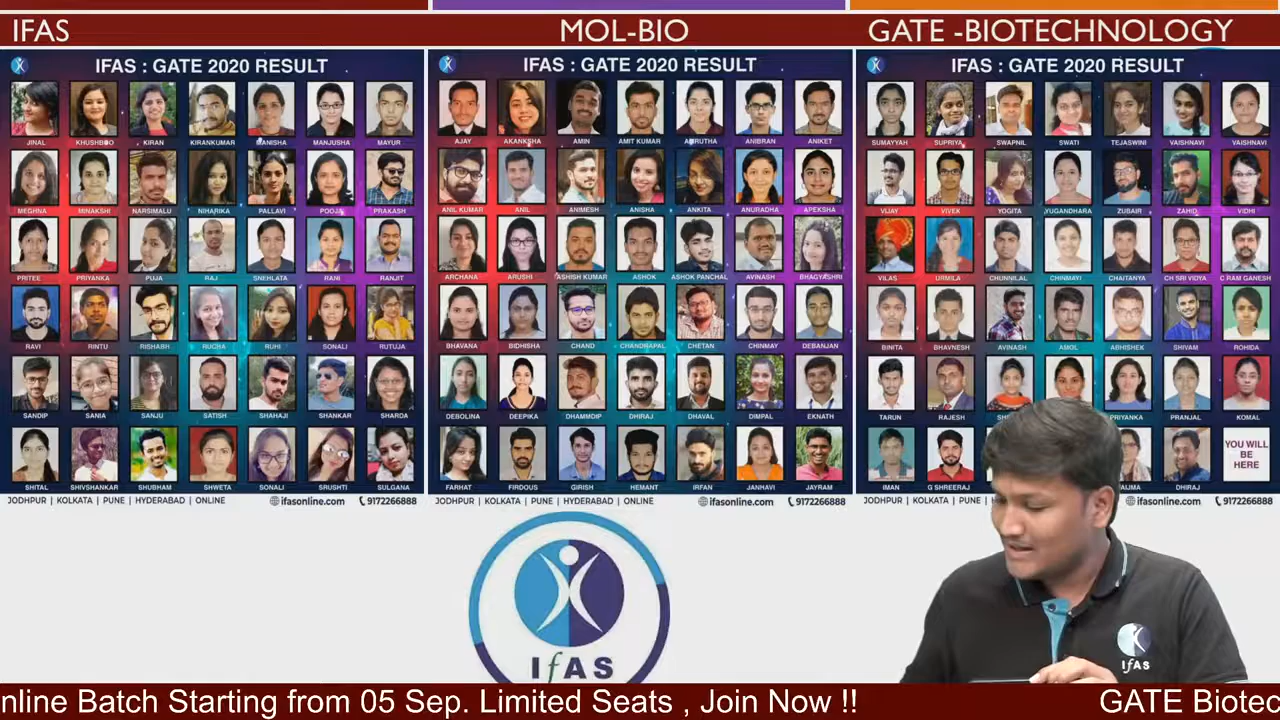 IFAS
MOL-BIO
GATE -BIOTECHNOLOGY
IFAS : GATE 2020 RESULT
JINAL KHUSHBOO KIRAN KIRANKUMAR MANISHA MANJUSHA MAYUR
MEGHNA MINAKSHI NARSIMALU NIHARIKA PALLAVI POOJA PRAKASH
PRITEE PRIYANKA PUJA RAJ SNEHLATA RANI RANJIT
RAVI RINTU RISHABH RUCHA RUHI SONALI RUTUJA
SANDIP SANIA SANJU SATISH SHAHAJI SHANKAR SHARDA
SHITAL SHIVSHANKAR SHUBHAM SHWETA SONALI SRUSHTI SULGANA
JODHPUR | KOLKATA | PUNE | HYDERABAD | ONLINE
ifasonline.com
9172266888
IFAS : GATE 2020 RESULT
AJAY AKANKSHA AMIN AMIT KUMAR AMRUTHA ANIBRAN ANIKET
ANIL KUMAR ANIL ANIMESH ANISHA ANKITA ANURADHA APEKSHA
ARCHANA ARUSHI ASHISH KUMAR ASHOK ASHOK PANCHAL AVINASH BHAGYASHRI
BHAVANA BIDHISHA CHAND CHANDRAPAL CHETAN CHINMAY DEBANJAN
DEBOLINA DEEPIKA DHAMMDIP DHIRAJ DHAVAL DIMPAL EKNATH
FARHAT FIRDOUS GIRISH HEMANT IRFAN JANHAVI JAYRAM
JODHPUR | KOLKATA | PUNE | HYDERABAD | ONLINE
ifasonline.com
9172266888
IFAS : GATE 2020 RESULT
SUMAYYAH SUPRIYA SWAPNIL SWATI TEJASWINI VAISHNAVI VAISHNAVI
VIJAY VIVEK YOGITA YUGANDHARA ZUBAIR ZAHID VIDHI
VILAS URMILA CHUNNILAL CHINMAYI CHAITANYA CH SRI VIDYA C RAM GANESH
BINITA BHAVNESH AVINASH AMOL ABHISHEK SHIVAM ROHIDA
TARUN RAJESH PRIYANKA PRANJAL KOMAL
YOU WILL
BE
HERE
IMAN G SHREERAJ DHIRAJ
JODHPUR | KOLKATA | PUNE |
ifasonline.com
9172266888
IfAS
IfAS
nline Batch Starting from 05 Sep. Limited Seats , Join Now !!
GATE Biotec